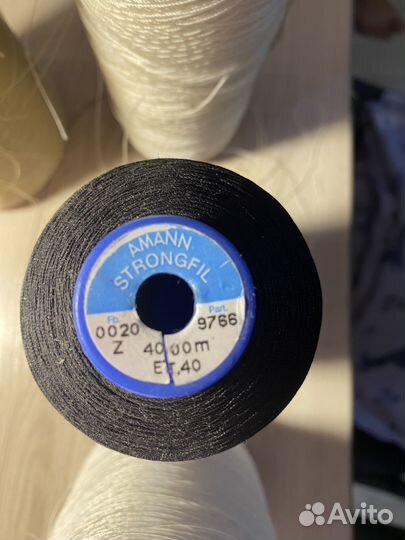 AMANN
STRONGFIL
Fb. Part.
0020 9766
Z 4000m
ET.40
Avito